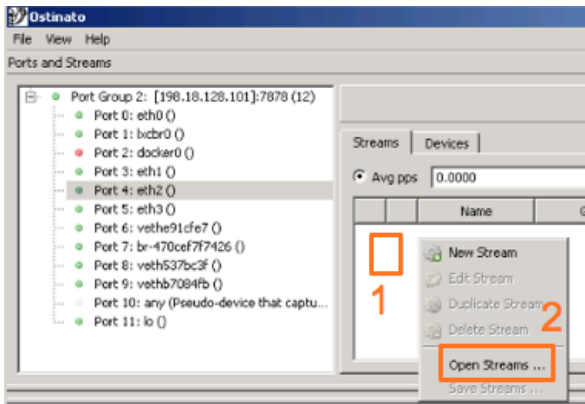 Ostinato
File View Help
Ports and Streams
Port Group 2: [198.18.128.101]:7878 (12)
Port 0: eth0 ()
Port 1: lxcbr0 ()
Port 2: docker0 ()
Port 3: eth1 ()
Port 4: eth2 ()
Port 5: eth3 ()
Port 6: vethe91cfe7 ()
Port 7: br-470cef7f7426 ()
Port 8: veth537bc3f ()
Port 9: vethb7084fb ()
Port 10: any (Pseudo-device that captu...
Port 11: lo ()
Streams Devices
Avg pps 0.0000
Name G
1
New Stream
Edit Stream
Duplicate Stream
2
Delete Stream
Open Streams ...
Save Streams ...